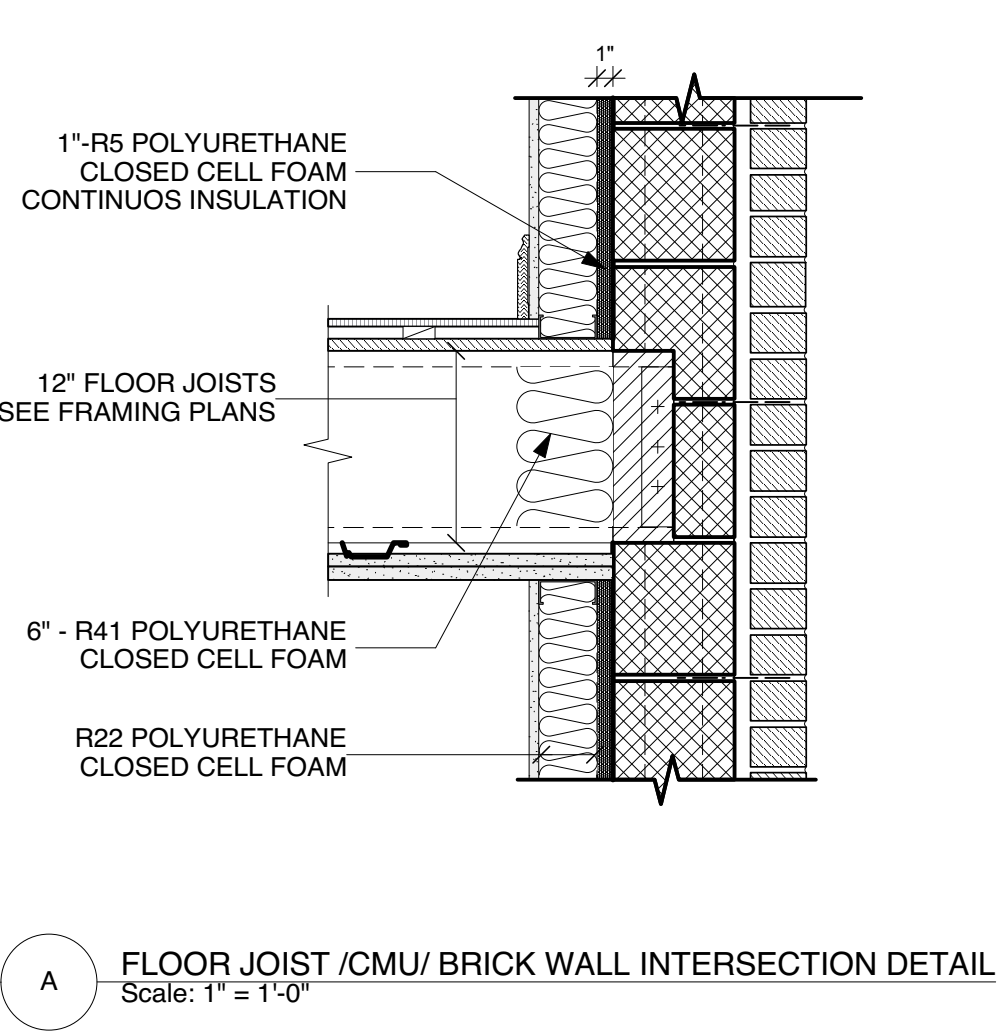 1"
1"-R5 POLYURETHANE
CLOSED CELL FOAM
CONTINUOS INSULATION
12" FLOOR JOISTS
SEE FRAMING PLANS
6" - R41 POLYURETHANE
CLOSED CELL FOAM
R22 POLYURETHANE
CLOSED CELL FOAM
A
FLOOR JOIST /CMU/ BRICK WALL INTERSECTION DETAIL
Scale: 1" = 1'-0"